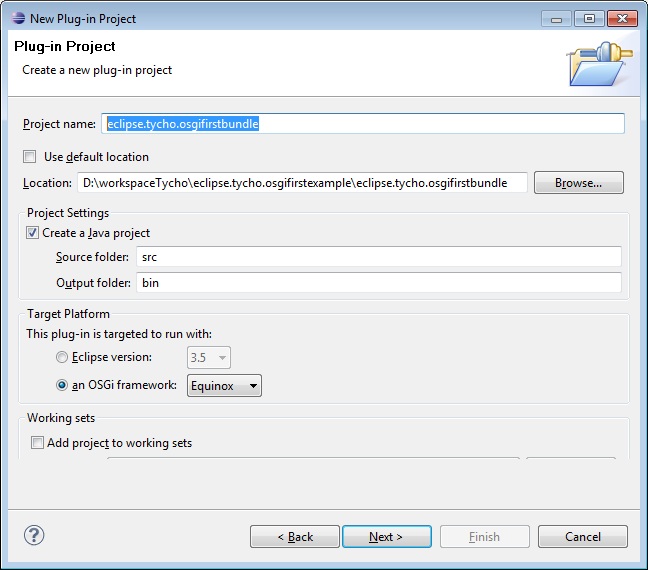 New Plug-in Project
Plug-in Project
Create a new plug-in project
Project name: eclipse.tycho.osgifirstbundle
Use default location
Location: D:\workspaceTycho\eclipse.tycho.osgifirstexample\eclipse.tycho.osgifirstbundle Browse...
Project Settings
Create a Java project
Source folder: src
Output folder: bin
Target Platform
This plug-in is targeted to run with:
Eclipse version: 3.5
an OSGi framework: Equinox
Working sets
Add project to working sets
? < Back Next > Finish Cancel